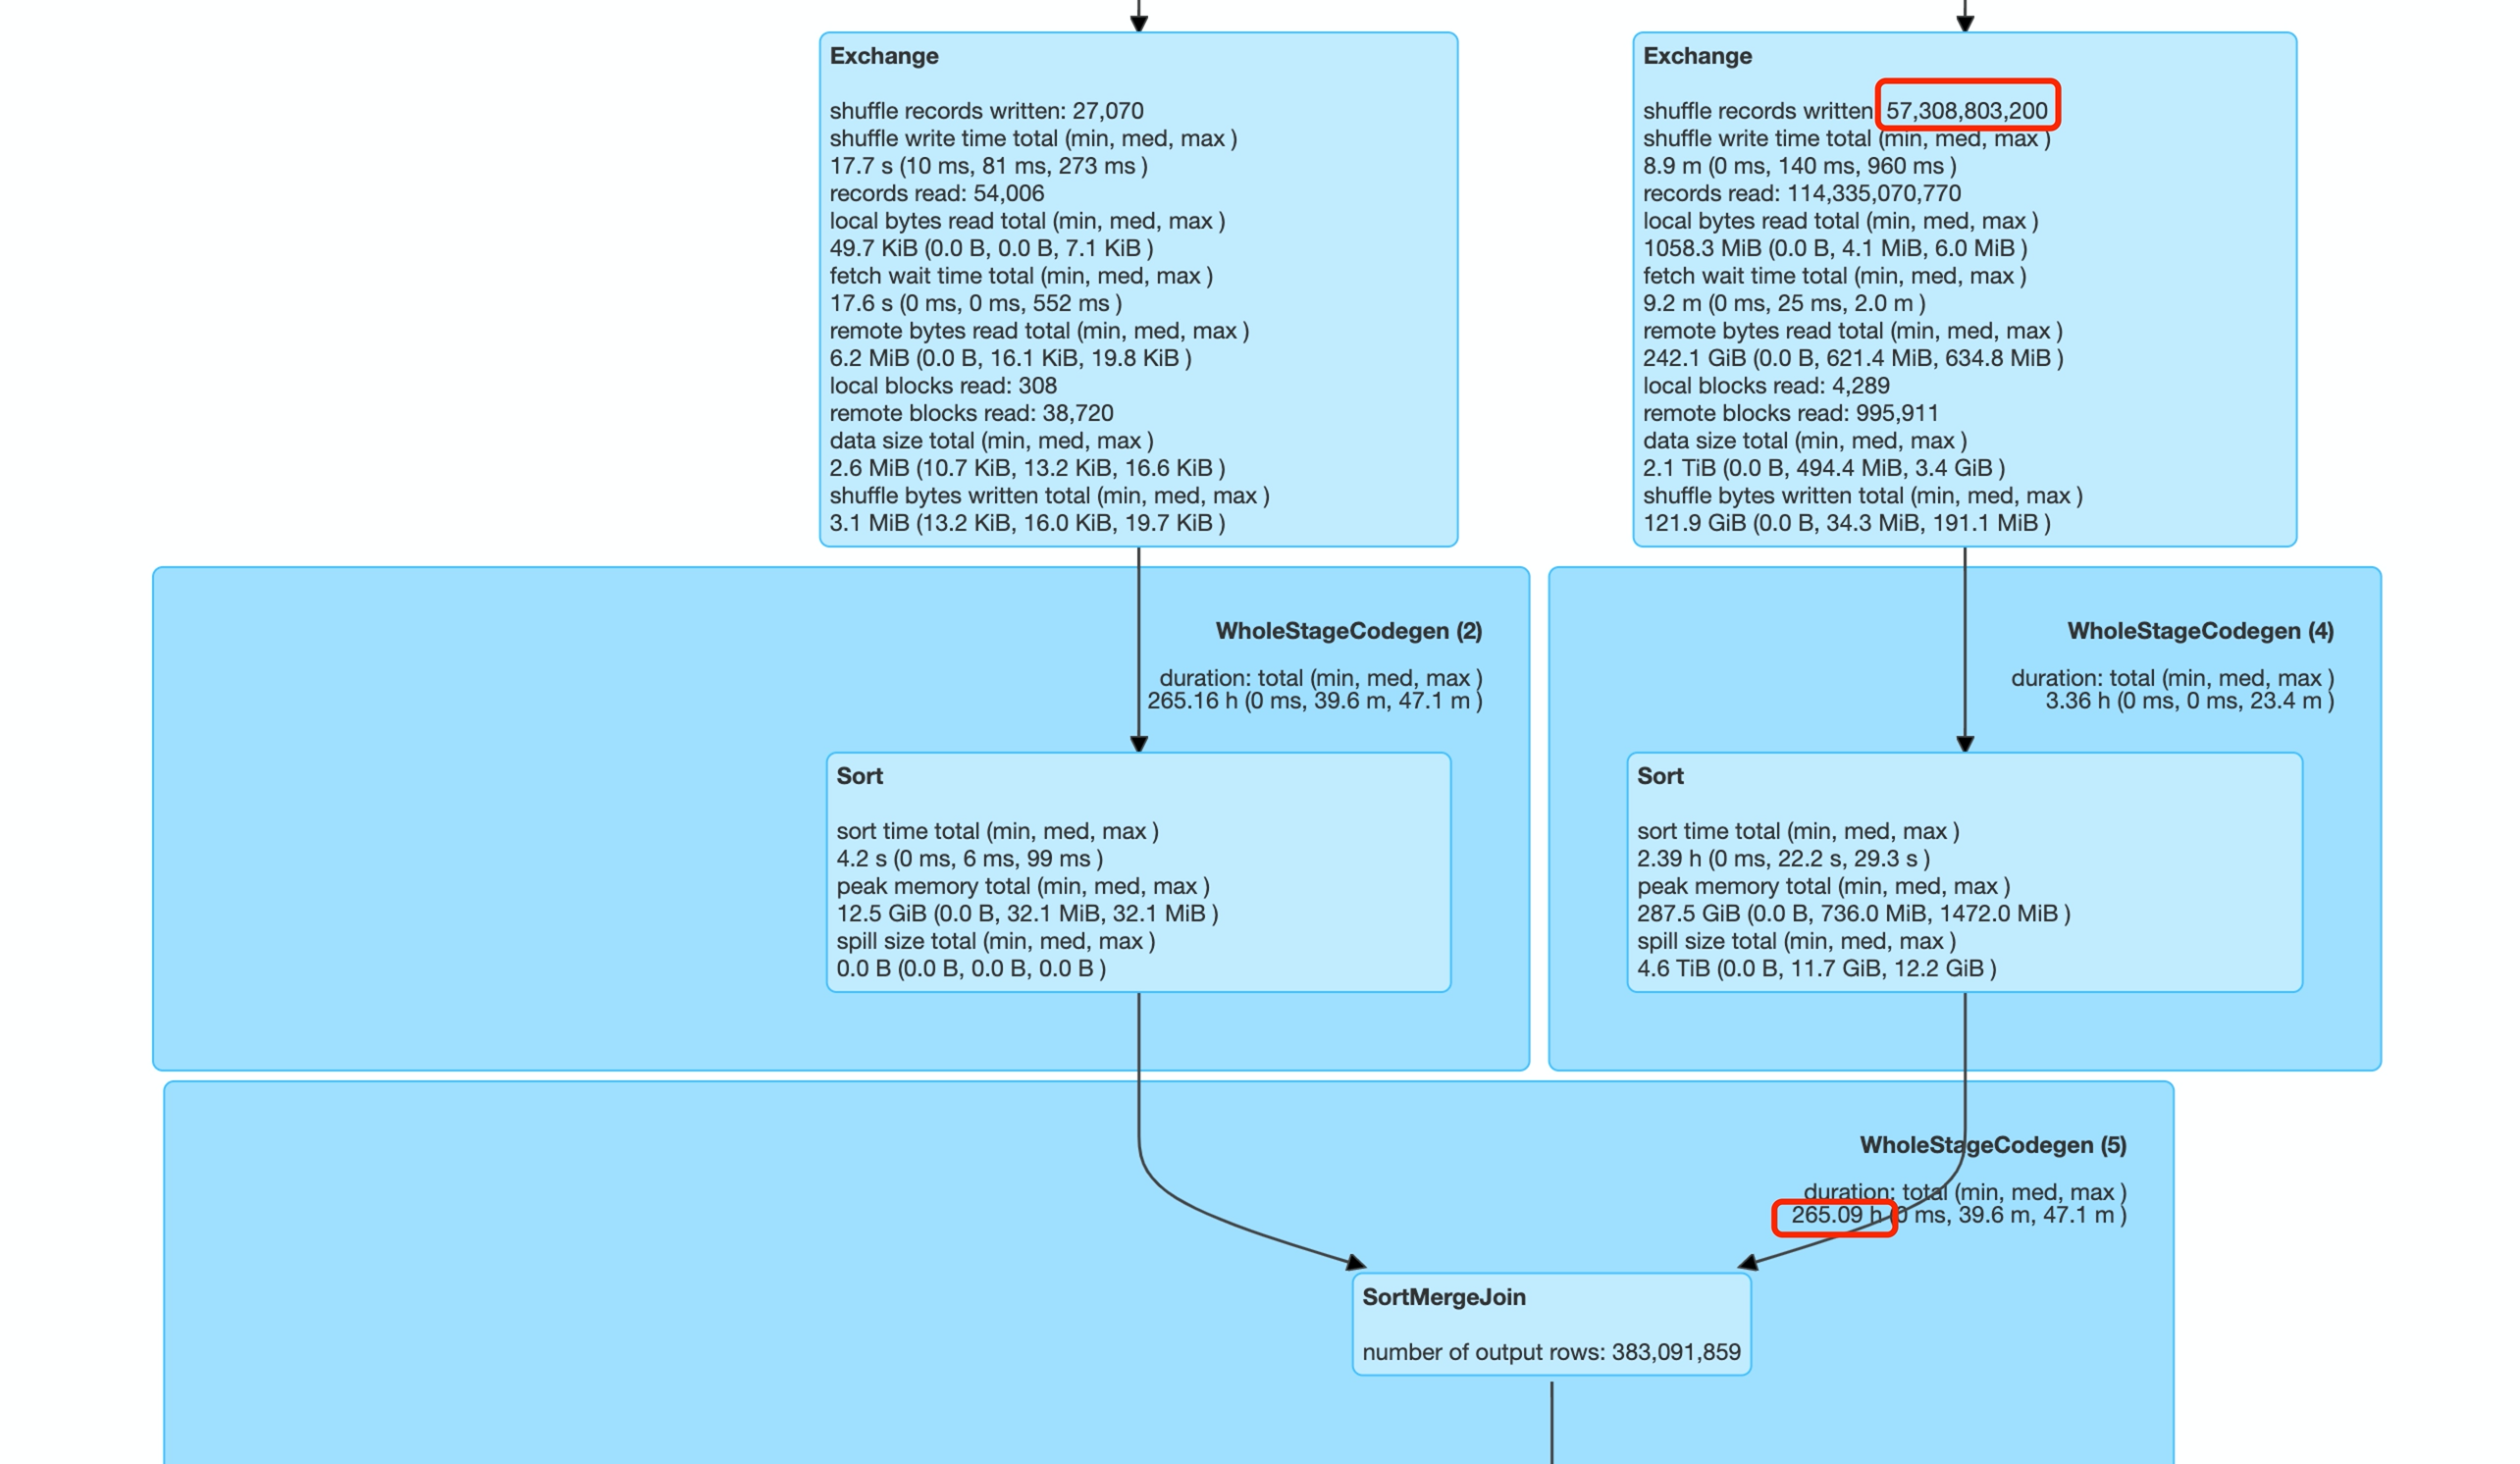 Exchange
shuffle records written: 27,070
shuffle write time total (min, med, max )
17.7 s (10 ms, 81 ms, 273 ms )
records read: 54,006
local bytes read total (min, med, max )
49.7 KiB (0.0 B, 0.0 B, 7.1 KiB )
fetch wait time total (min, med, max )
17.6 s (0 ms, 0 ms, 552 ms )
remote bytes read total (min, med, max )
6.2 MiB (0.0 B, 16.1 KiB, 19.8 KiB )
local blocks read: 308
remote blocks read: 38,720
data size total (min, med, max )
2.6 MiB (10.7 KiB, 13.2 KiB, 16.6 KiB )
shuffle bytes written total (min, med, max )
3.1 MiB (13.2 KiB, 16.0 KiB, 19.7 KiB )
Exchange
shuffle records written 57,308,803,200
shuffle write time total (min, med, max )
8.9 m (0 ms, 140 ms, 960 ms )
records read: 114,335,070,770
local bytes read total (min, med, max )
1058.3 MiB (0.0 B, 4.1 MiB, 6.0 MiB )
fetch wait time total (min, med, max )
9.2 m (0 ms, 25 ms, 2.0 m )
remote bytes read total (min, med, max )
242.1 GiB (0.0 B, 621.4 MiB, 634.8 MiB )
local blocks read: 4,289
remote blocks read: 995,911
data size total (min, med, max )
2.1 TiB (0.0 B, 494.4 MiB, 3.4 GiB )
shuffle bytes written total (min, med, max )
121.9 GiB (0.0 B, 34.3 MiB, 191.1 MiB )
WholeStageCodegen (2)
duration: total (min, med, max )
265.16 h (0 ms, 39.6 m, 47.1 m )
Sort
sort time total (min, med, max )
4.2 s (0 ms, 6 ms, 99 ms )
peak memory total (min, med, max )
12.5 GiB (0.0 B, 32.1 MiB, 32.1 MiB )
spill size total (min, med, max )
0.0 B (0.0 B, 0.0 B, 0.0 B )
WholeStageCodegen (4)
duration: total (min, med, max )
3.36 h (0 ms, 0 ms, 23.4 m )
Sort
sort time total (min, med, max )
2.39 h (0 ms, 22.2 s, 29.3 s )
peak memory total (min, med, max )
287.5 GiB (0.0 B, 736.0 MiB, 1472.0 MiB )
spill size total (min, med, max )
4.6 TiB (0.0 B, 11.7 GiB, 12.2 GiB )
WholeStageCodegen (5)
duration: total (min, med, max )
265.09 h (0 ms, 39.6 m, 47.1 m )
SortMergeJoin
number of output rows: 383,091,859